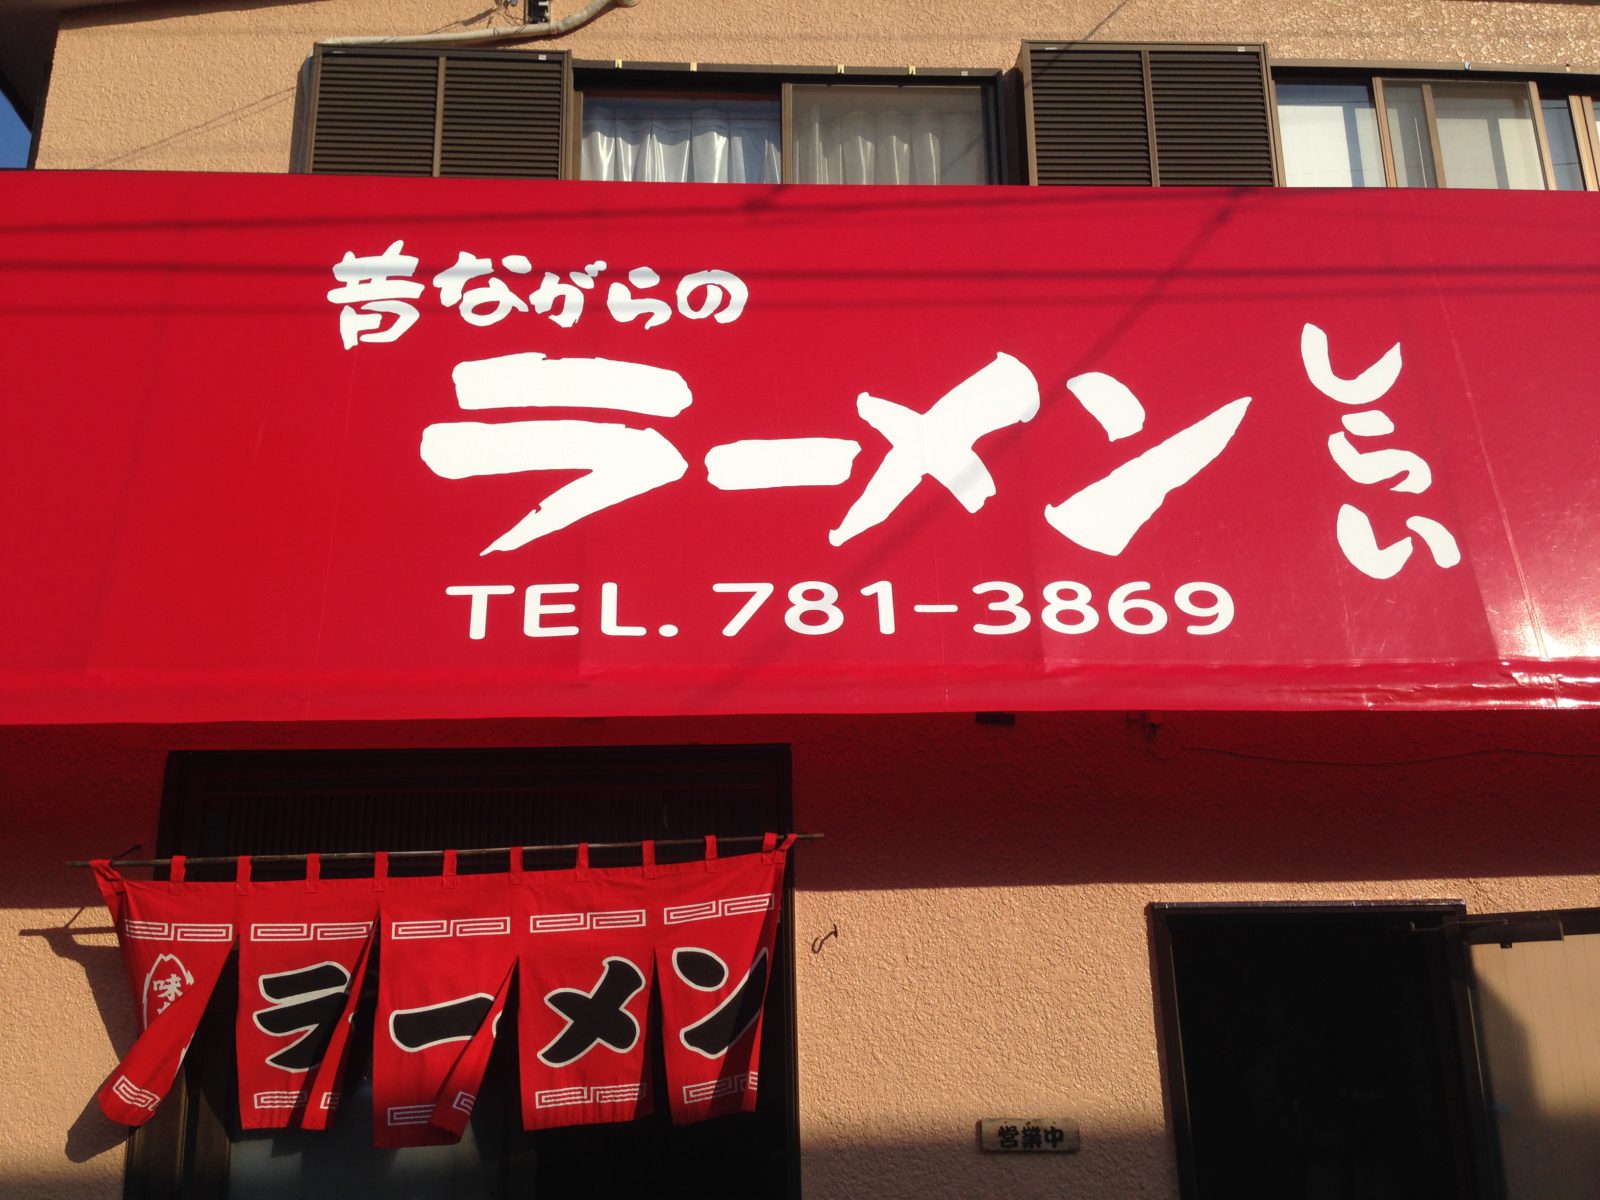 昔ながらの
ラーメン
しらい
TEL. 781-3869
味
ラーメン
営業中